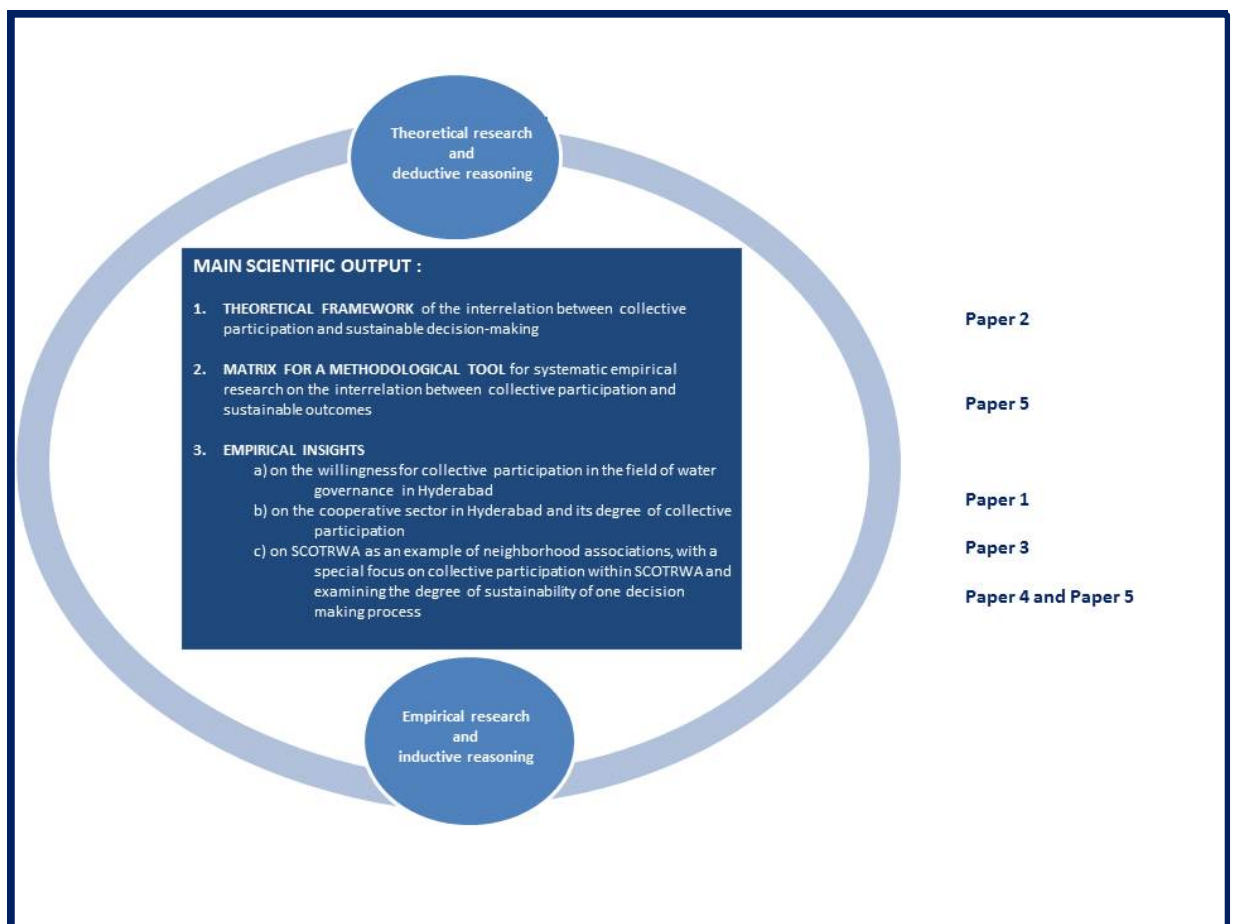 Theoretical research
and
deductive reasoning
MAIN SCIENTIFIC OUTPUT :
1. THEORETICAL FRAMEWORK of the interrelation between collective
participation and sustainable decision-making
Paper 2
2. MATRIX FOR A METHODOLOGICAL TOOL for systematic empirical
research on the interrelation between collective participation and
sustainable outcomes
Paper 5
3. EMPIRICAL INSIGHTS
a) on the willingness for collective participation in the field of water
governance in Hyderabad
Paper 1
b) on the cooperative sector in Hyderabad and its degree of collective
participation
Paper 3
c) on SCOTRWA as an example of neighborhood associations, with a
special focus on collective participation within SCOTRWA and
examining the degree of sustainability of one decision
making process
Paper 4 and Paper 5
Empirical research
and
inductive reasoning